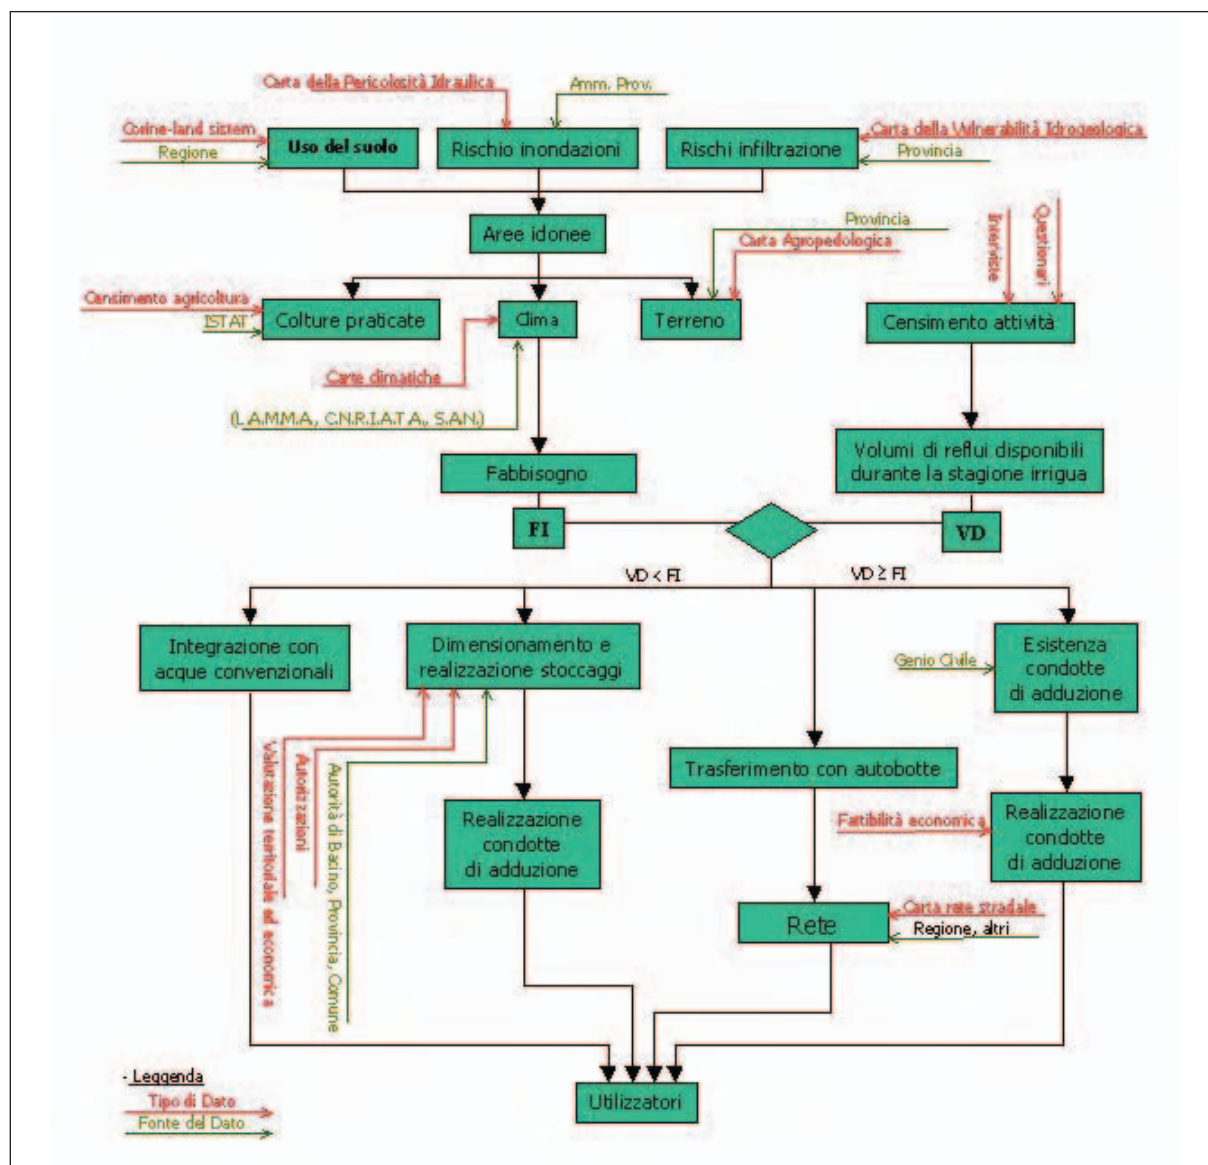 Carta della Pericolosità Idraulica
Amm. Prov.
Corine-land sistem
Regione
Uso del suolo
Rischio inondazioni
Rischi infiltrazione
Carta della Vulnerabilità Idrogeologica
Provincia
Aree idonee
Provincia
Carta Agropedologica
Interviste
Questionari
Censimento agricoltura
ISTAT
Colture praticate
Clima
Terreno
Censimento attività
Carte climatiche
(L.A.M.M.A., C.N.R.I.A.T.A., S.A.N.)
Fabbisogno
Volumi di reflui disponibili
durante la stagione irrigua
FI
VD
VD < FI
VD ≥ FI
Integrazione con
acque convenzionali
Dimensionamento e
realizzazione stoccaggi
Genio Civile
Esistenza
condotte
di adduzione
Valutazione territoriale ed economica
Autorizzazioni
Autorità di Bacino, Provincia, Comune
Trasferimento con autobotte
Realizzazione
condotte
di adduzione
Fattibilità economica
Realizzazione
condotte
di adduzione
Rete
Carta rete stradale
Regione, altri
- Leggenda
Tipo di Dato
Fonte del Dato
Utilizzatori